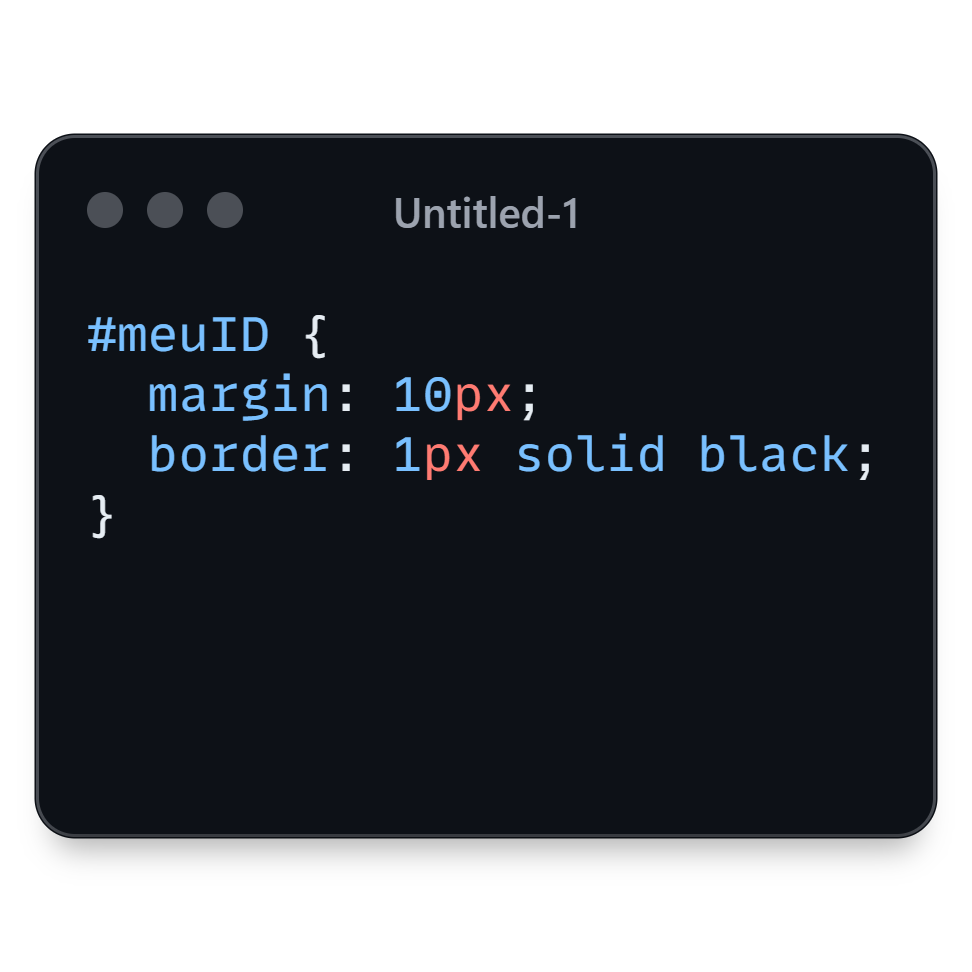 Untitled-1
#meuID {
  margin: 10px;
  border: 1px solid black;
}